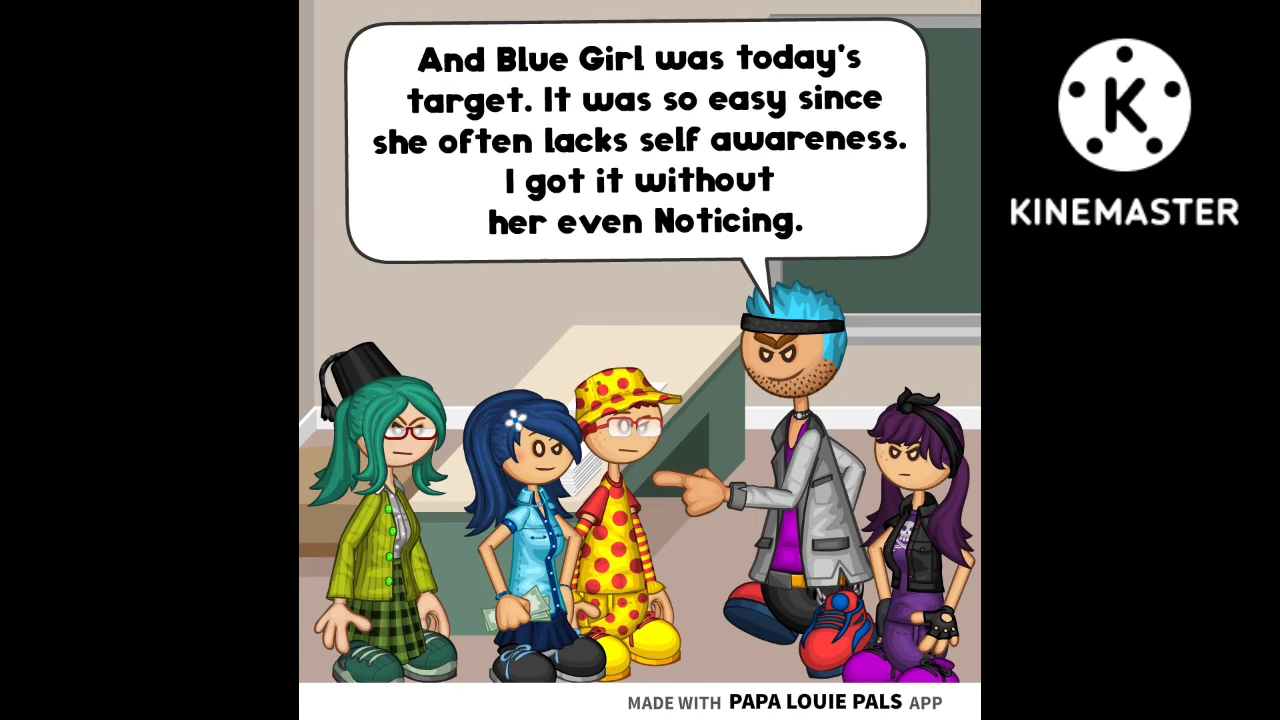 And Blue Girl was today's
target. It was so easy since
she often lacks self awareness.
I got it without
her even Noticing.
K
KINEMASTER
MADE WITH PAPA LOUIE PALS APP